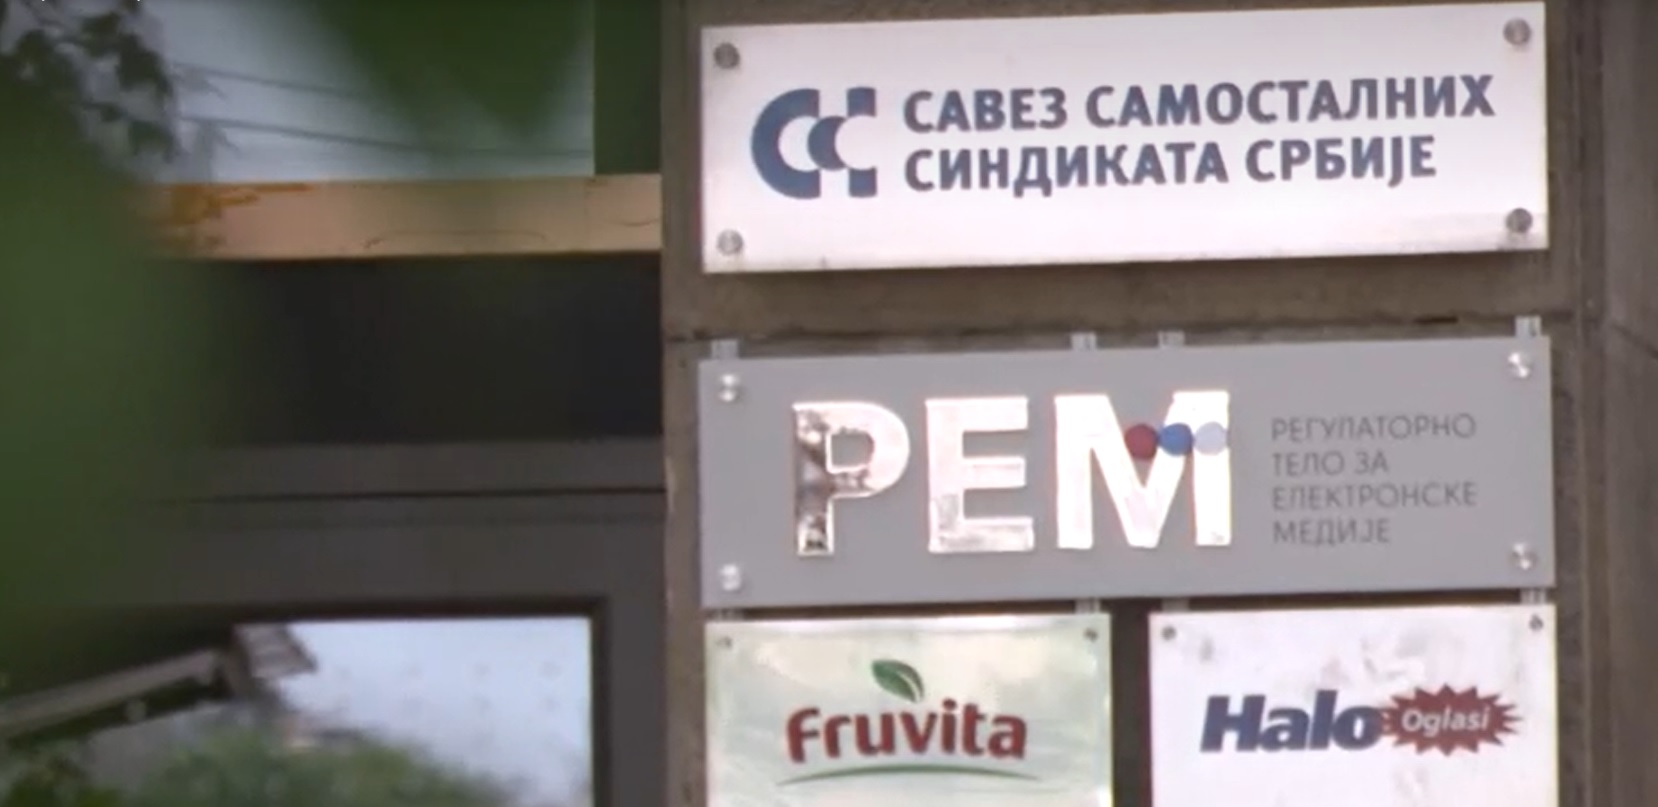 САВЕЗ САМОСТАЛНИХ
СИНДИКАТА СРБИЈЕ
РЕМ
РЕГУЛАТОРНО
ТЕЛО ЗА
ЕЛЕКТРОНСКЕ
МЕДИЈЕ
fruvita
Halo Oglasi